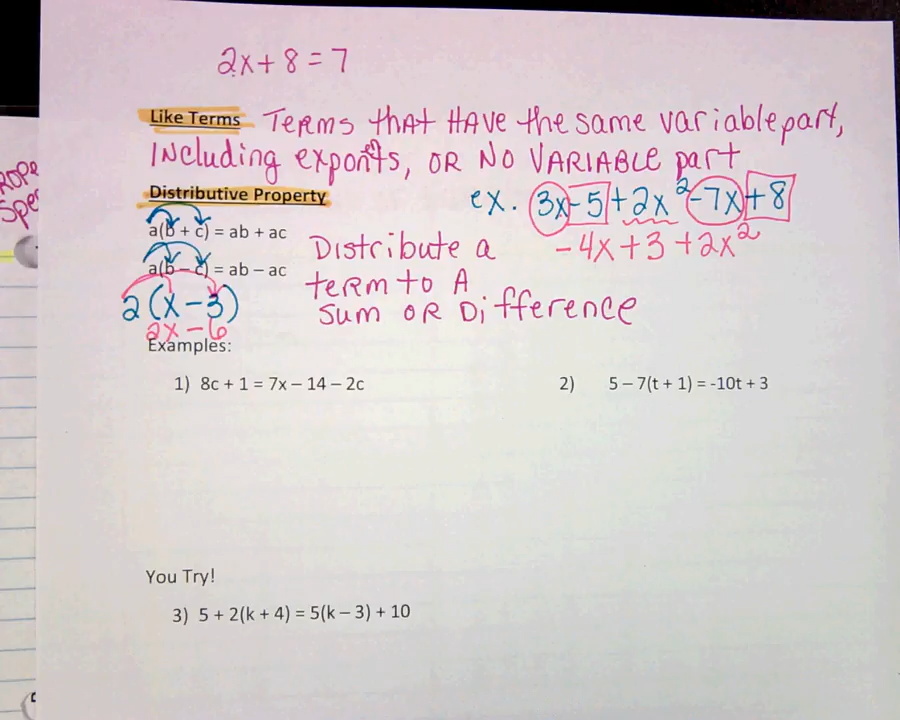 2x + 8 = 7
Like Terms Terms that have the same variable part,
Including exponts, or no variable part
Distributive Property ex. 3x - 5 + 2x² - 7x + 8
a(b + c) = ab + ac
- 4x + 3 + 2x²
a(b – c) = ab – ac
Distribute a
term to a
sum or Difference
2(x - 3)
2x - 6
Examples:
1) 8c + 1 = 7x – 14 – 2c
2) 5 – 7(t + 1) = -10t + 3
You Try!
3) 5 + 2(k + 4) = 5(k – 3) + 10